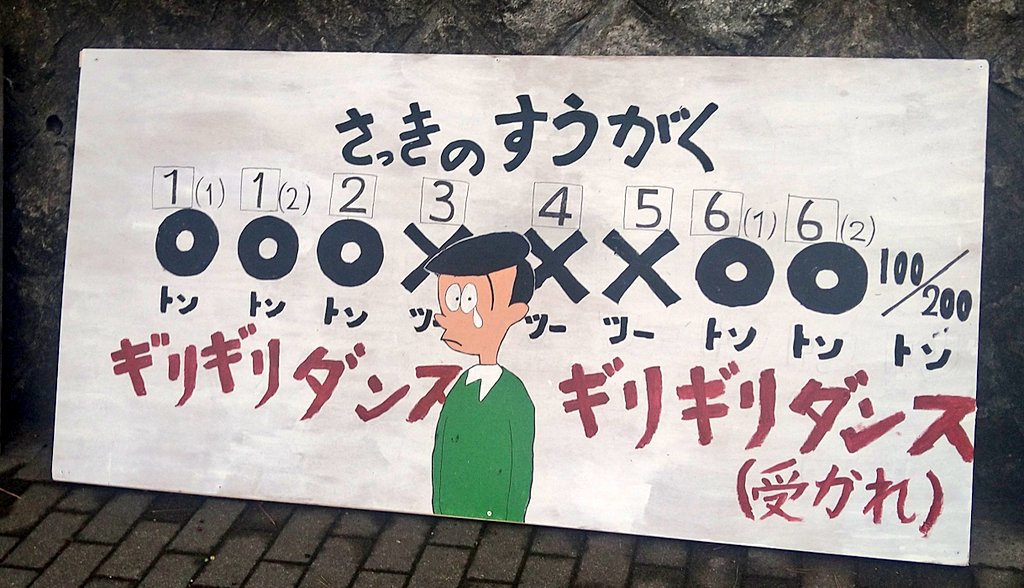 さっきのすうがく
1(1) 1(2) 2 3 4 5 6(1) 6(2)
○ ○ ○ × × × ○ ○ 100/200
トン トン トン ツー ツー ツー トン トン トン
ギリギリダンス ギリギリダンス
(受かれ)